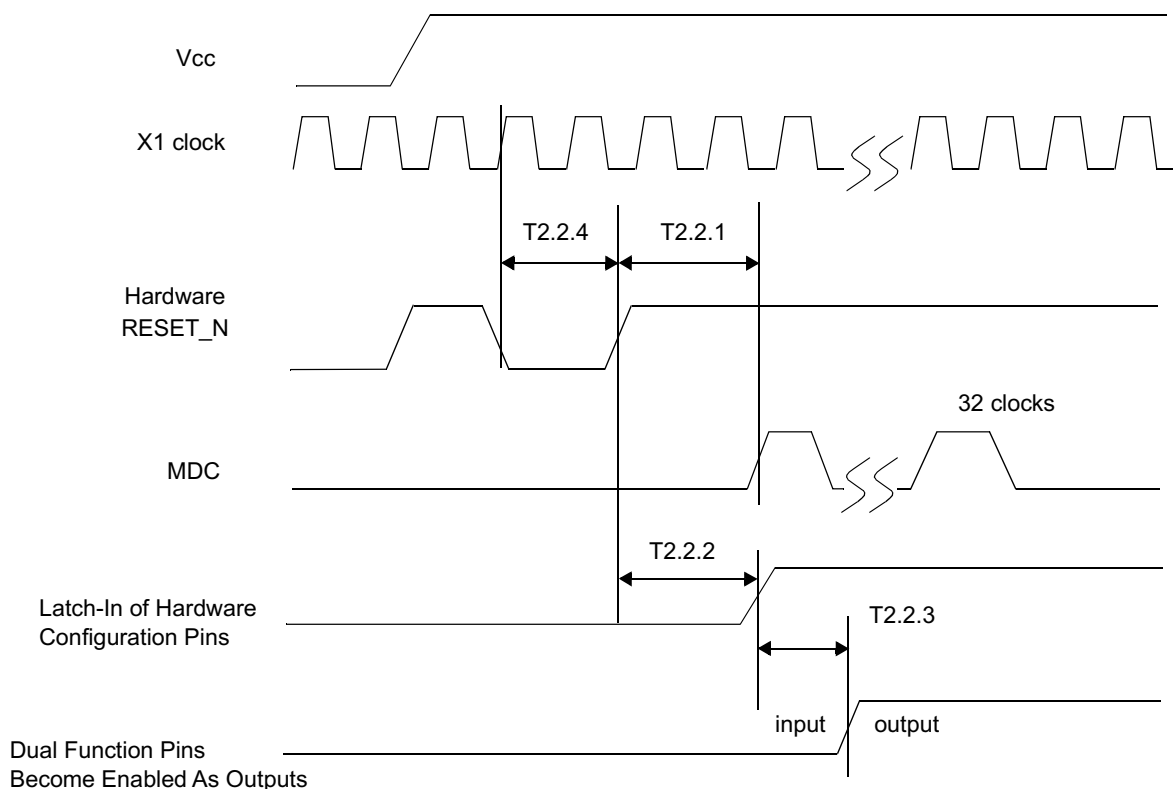 Vcc
X1 clock
T2.2.4
T2.2.1
Hardware
RESET_N
32 clocks
MDC
T2.2.2
Latch-In of Hardware
Configuration Pins
T2.2.3
input
output
Dual Function Pins
Become Enabled As Outputs